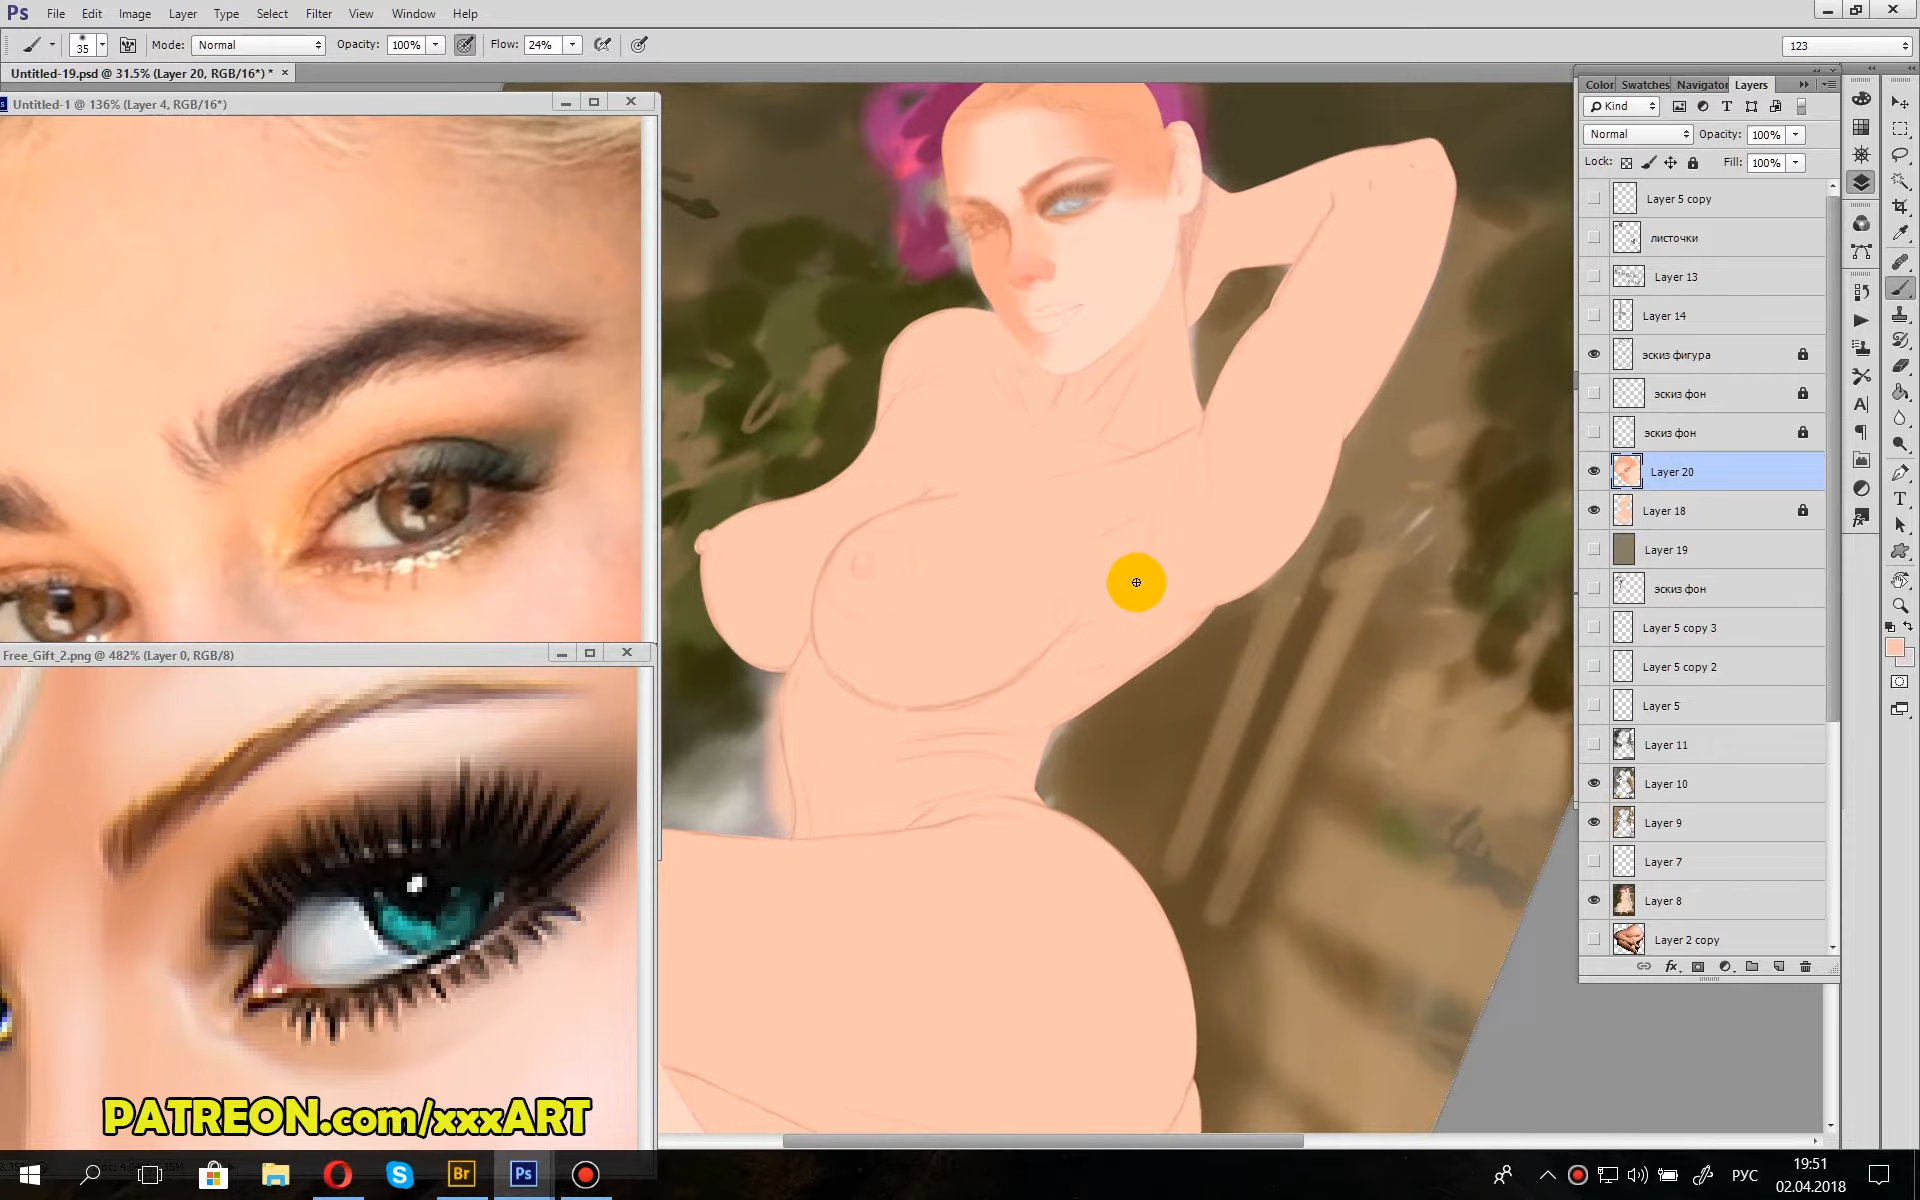 Ps File Edit Image Layer Type Select Filter Fill View Window Help
35 Mode: Normal Opacity: 100% Flow: 24% 123
Untitled-19.psd @ 31.5% (Layer 20, RGB/16*) * ×
Untitled-1 @ 136% (Layer 4, RGB/16*)
Free_Gift_2.png @ 482% (Layer 0, RGB/8)
PATREON.com/xxxART
Color Swatches Navigator Layers
Kind
Normal Opacity: 100%
Lock: Fill: 100%
Layer 5 copy
листочки
Layer 13
Layer 14
эскиз фигура
эскиз фон
эскиз фон
Layer 20
Layer 18
Layer 19
эскиз фон
Layer 5 copy 3
Layer 5 copy 2
Layer 5
Layer 11
Layer 10
Layer 9
Layer 7
Layer 8
Layer 2 copy
fx
Br Ps
РУС
19:51
02.04.2018